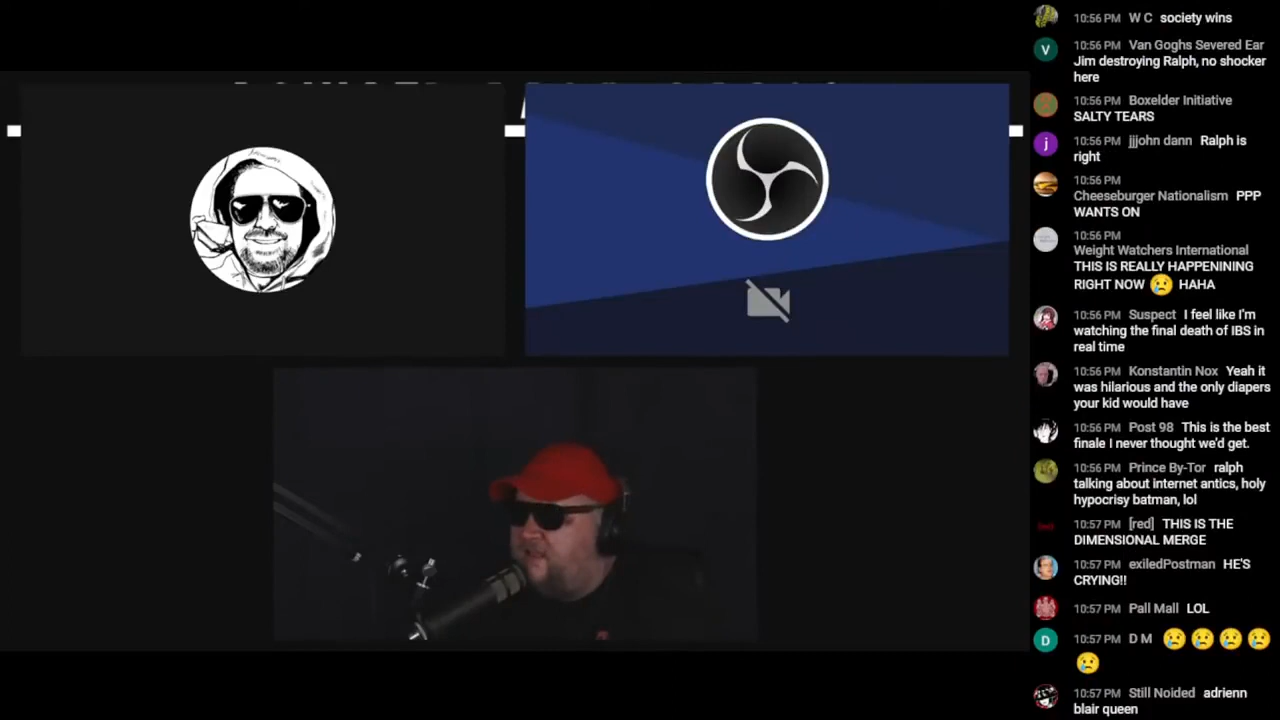 10:56 PM W C society wins
10:56 PM Van Goghs Severed Ear
Jim destroying Ralph, no shocker
here
10:56 PM Boxelder Initiative
SALTY TEARS
10:56 PM jjjohn dann Ralph is
right
10:56 PM
Cheeseburger Nationalism PPP
WANTS ON
10:56 PM
Weight Watchers International
THIS IS REALLY HAPPENINING
RIGHT NOW 😢 HAHA
10:56 PM Suspect I feel like I'm
watching the final death of IBS in
real time
10:56 PM Konstantin Nox Yeah it
was hilarious and the only diapers
your kid would have
10:56 PM Post 98 This is the best
finale I never thought we'd get.
10:56 PM Prince By-Tor ralph
talking about internet antics, holy
hypocrisy batman, lol
10:57 PM [red] THIS IS THE
DIMENSIONAL MERGE
10:57 PM exiledPostman HE'S
CRYING!!
10:57 PM Pall Mall LOL
10:57 PM D M 😢 😢 😢 😢
😢
10:57 PM Still Noided adrienn
blair queen
V
j
D